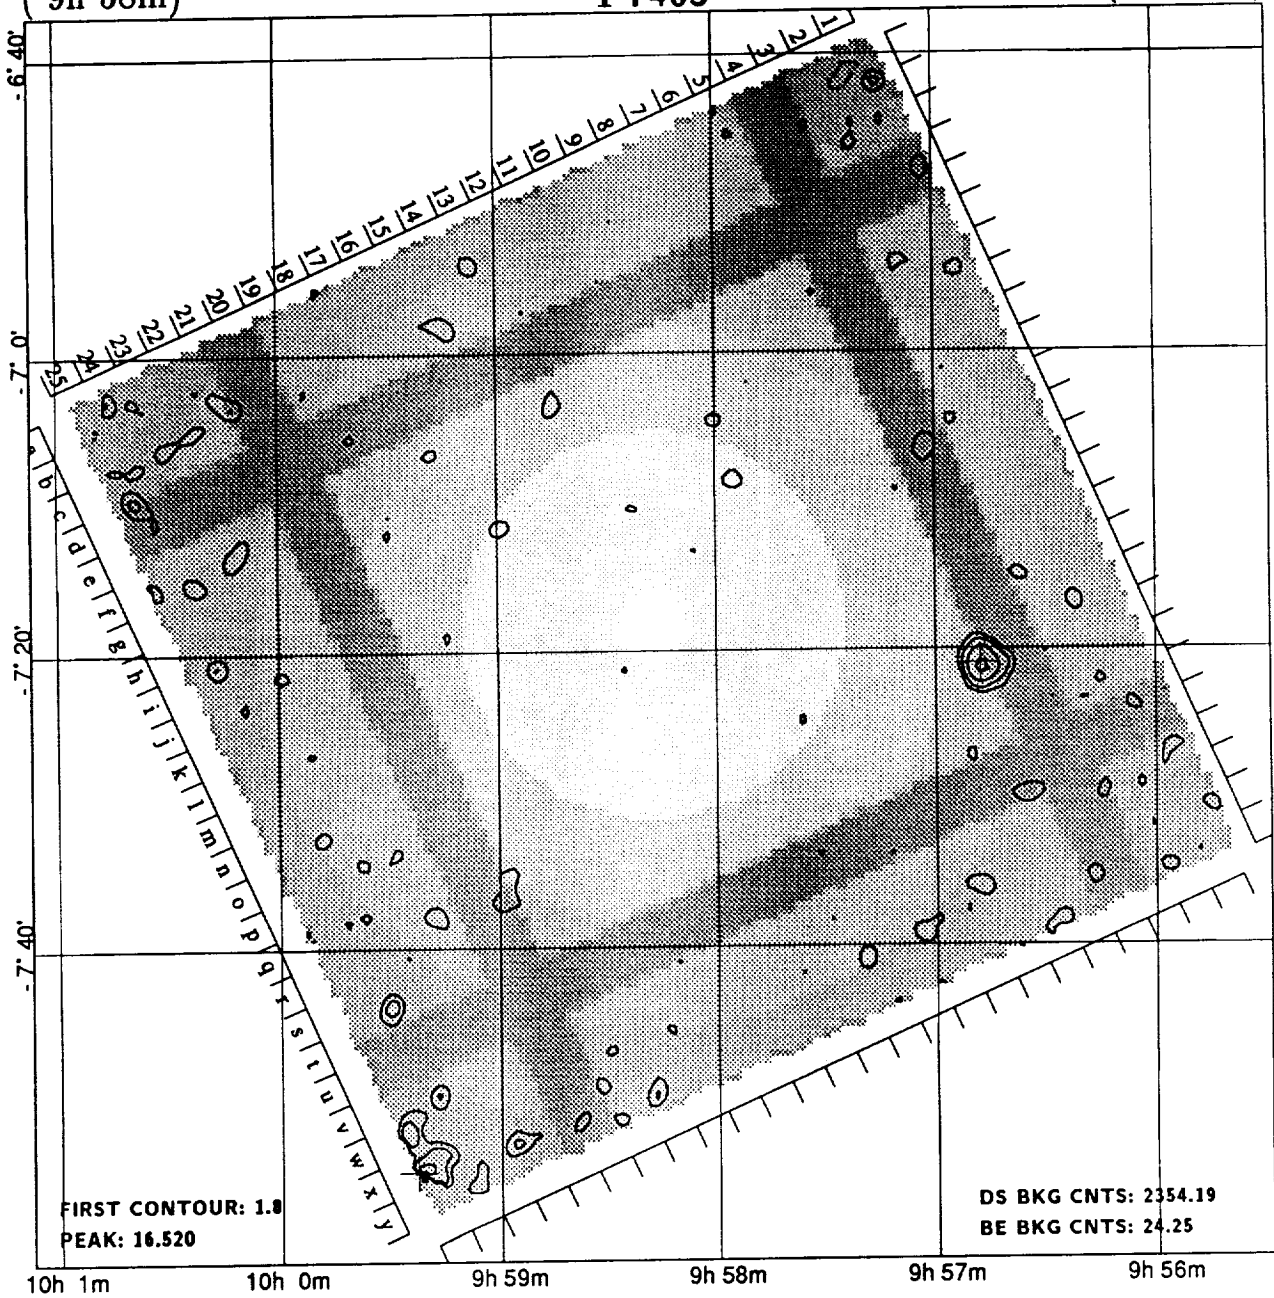 9h 58m)
1 2 3 4 5 6 7 8 9 10 11 12 13 14 15 16 17 18 19 20 21 22 23 24 25
b c d e f g h i j k l m n o p q r s t u v w x y
-6° 40'
-7° 0'
-7° 20'
-7° 40'
FIRST CONTOUR: 1.8
PEAK: 16.520
DS BKG CNTS: 2354.19
BE BKG CNTS: 24.25
10h 1m 10h 0m 9h 59m 9h 58m 9h 57m 9h 56m